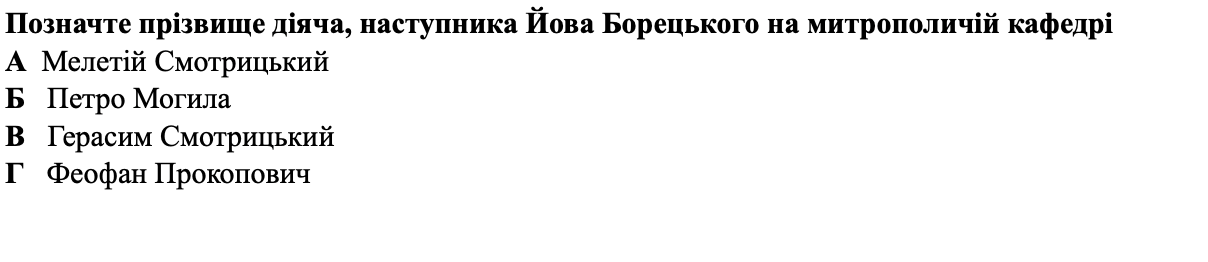 Позначте прізвище діяча, наступника Йова Борецького на митрополичій кафедрі
А Мелетій Смотрицький
Б Петро Могила
В Герасим Смотрицький
Г Феофан Прокопович